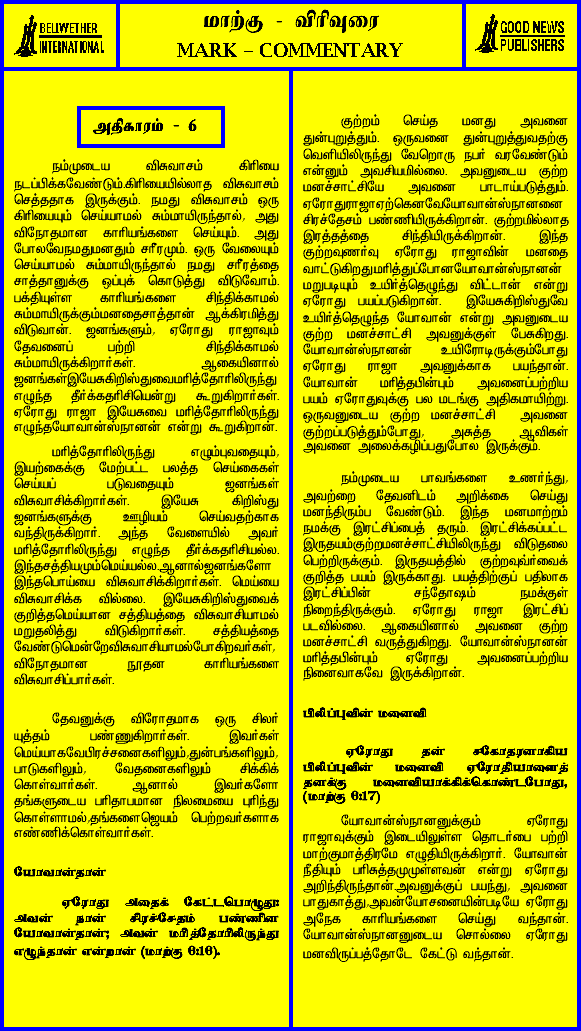 BELWETHER
INTERNATIONAL
மாற்கு - விரிவுரை
MARK – COMMENTARY
GOOD NEWS
PUBLISHERS
அதிகாரம் - 6
நம்முடைய விசுவாசம் கிரியை
நடப்பிக்கவேண்டும்.கிரியையில்லாத விசுவாசம்
செத்ததாக இருக்கும். நமது விசுவாசம் ஒரு
கிரியையும் செய்யாமல் சும்மாயிருந்தால், அது
விநோதமான காரியங்களை செய்யும். அது
போலவேநமதுமனதும் சரீரமும். ஒரு வேலையும்
செய்யாமல் சும்மாயிருந்தால் நமது சரீரத்தை
சாத்தானுக்கு ஒப்புக் கொடுத்து விடுவோம்.
பக்தியுள்ள காரியங்களை சிந்திக்காமல்
சும்மாயிருக்கும்மனதைசாத்தான் ஆக்கிரமித்து
விடுவான். ஜனங்களும், ஏரோது ராஜாவும்
தேவனைப் பற்றி சிந்திக்காமல்
சும்மாயிருக்கிறார்கள். ஆகையினால்
ஜனங்கள்இயேசுகிறிஸ்துவைமரித்தோரிலிருந்து
எழுந்த தீர்க்கதரிசியென்று கூறுகிறார்கள்.
ஏரோது ராஜா இயேசுவை மரித்தோரிலிருந்து
எழுந்தயோவான்ஸ்நானன் என்று கூறுகிறான்.
மரித்தோரிலிருந்து எழும்புவதையும்,
இயற்கைக்கு மேற்பட்ட பலத்த செய்கைகள்
செய்யப் படுவதையும் ஜனங்கள்
விசுவாசிக்கிறார்கள். இயேசு கிறிஸ்து
ஜனங்களுக்கு ஊழியம் செய்வதற்காக
வந்திருக்கிறார். அந்த வேளையில் அவர்
மரித்தோரிலிருந்து எழுந்த தீர்க்கதரிசியல்ல.
இந்தசத்தியமும்மெய்யல்ல.ஆனால்ஜனங்களோ
இந்தபொய்யை விசுவாசிக்கிறார்கள். மெய்யை
விசுவாசிக்க வில்லை. இயேசுகிறிஸ்துவைக்
குறித்தமெய்யான சத்தியத்தை விசுவாசியாமல்
மறுதலித்து விடுகிறார்கள். சத்தியத்தை
வேண்டுமென்றேவிசுவாசியாமல்போகிறவர்கள்,
விநோதமான நூதன காரியங்களை
விசுவாசிப்பார்கள்.
தேவனுக்கு விரோதமாக ஒரு சிலர்
யுத்தம் பண்ணுகிறார்கள். இவர்கள்
மெய்யாகவேபிரச்சனைகளிலும்,துன்பங்களிலும்,
பாடுகளிலும், வேதனைகளிலும் சிக்கிக்
கொள்வார்கள். ஆனால் இவர்களோ
தங்களுடைய பரிதாபமான நிலமையை புரிந்து
கொள்ளாமல்,தங்களைஜெயம் பெற்றவர்களாக
எண்ணிக்கொள்வார்கள்.
யோவான்தான்
ஏரோது அதைக் கேட்டபொழுது:
அவன் நான் சிரச்சேதம் பண்ணின
யோவான்தான்; அவன் மரித்தோரிலிருந்து
எழுந்தான் என்றான் (மாற்கு 6:16).
குற்றம் செய்த மனது அவனை
துன்புறுத்தும். ஒருவனை துன்புறுத்துவதற்கு
வெளியிலிருந்து வேறொரு நபர் வரவேண்டும்
என்னும் அவசியமில்லை. அவனுடைய குற்ற
மனச்சாட்சியே அவனை பாடாய்படுத்தும்.
ஏரோதுராஜாஏற்கெனவேயோவான்ஸ்நானனை
சிரச்சேதம் பண்ணியிருக்கிறான். குற்றமில்லாத
இரத்தத்தை சிந்தியிருக்கிறான். இந்த
குற்றவுணர்வு ஏரோது ராஜாவின் மனதை
வாட்டுகிறதுமரித்துப்போனயோவான்ஸ்நானன்
மறுபடியும் உயிர்த்தெழுந்து விட்டான் என்று
ஏரோது பயப்படுகிறான். இயேசுகிறிஸ்துவே
உயிர்த்தெழுந்த யோவான் என்று அவனுடைய
குற்ற மனச்சாட்சி அவனுக்குள் பேசுகிறது.
யோவான்ஸ்நானன் உயிரோடிருக்கும்போது
ஏரோது ராஜா அவனுக்காக பயந்தான்.
யோவான் மரித்தபின்பும் அவனைப்பற்றிய
பயம் ஏரோதுவுக்கு பல மடங்கு அதிகமாயிற்று.
ஒருவனுடைய குற்ற மனச்சாட்சி அவனை
குற்றப்படுத்தும்போது, அசுத்த ஆவிகள்
அவனை அலைக்கழிப்பதுபோல இருக்கும்.
நம்முடைய பாவங்களை உணர்ந்து,
அவற்றை தேவனிடம் அறிக்கை செய்து
மனந்திரும்ப வேண்டும். இந்த மனமாற்றம்
நமக்கு இரட்சிப்பைத் தரும். இரட்சிக்கப்பட்ட
இருதயம்குற்றமனச்சாட்சியிலிருந்து விடுதலை
பெற்றிருக்கும். இருதயத்தில் குற்றவுவர்வைக்
குறித்த பயம் இருக்காது. பயத்திற்குப் பதிலாக
இரட்சிப்பின் சந்தோஷம் நமக்குள்
நிறைந்திருக்கும். ஏரோது ராஜா இரட்சிப்
படவில்லை. ஆகையினால் அவனை குற்ற
மனச்சாட்சி வருத்துகிறது. யோவான்ஸ்நானன்
மரித்தபின்பும் ஏரோது அவனைப்பற்றிய
நினைவாகவே இருக்கிறான்.
பிலிப்புவின் மனைவி
ஏரோது தன் சகோதரனாகிய
பிலிப்புவின் மனைவி ஏரோதியாளைத்
தனக்கு மனைவியாக்கிக்கொண்டபோது,
(மாற்கு 6:17)
யோவான்ஸ்நானனுக்கும் ஏரோது
ராஜாவுக்கும் இடையிலுள்ள தொடர்பை பற்றி
மாற்குமாத்திரமே எழுதியிருக்கிறார். யோவான்
நீதியும் பரிசுத்தமுமுள்ளவன் என்று ஏரோது
அறிந்திருந்தான்.அவனுக்குப் பயந்து, அவனை
பாதுகாத்து,அவன்யோசனையின்படியே ஏரோது
அநேக காரியங்களை செய்து வந்தான்.
யோவான்ஸ்நானனுடைய சொல்லை ஏரோது
மனவிருப்பத்தோடே கேட்டு வந்தான்.